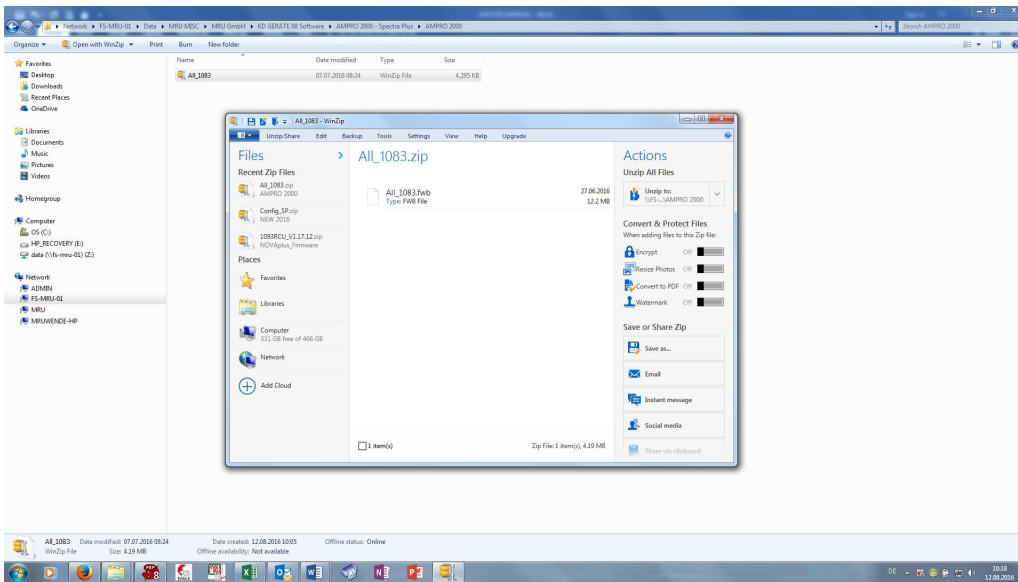 Network ▸ FS-MRU-01 ▸ Data ▸ MRU MISC ▸ MRU GmbH ▸ KD GERÄTE 08 Software ▸ AMPRO 2000 - Spectra Plus ▸ AMPRO 2000
Search AMPRO 2000
Organize Open with WinZip Print Burn New folder
Name Date modified Type Size
All_1083 07.07.2016 08:24 WinZip File 4,295 KB
Favorites
Desktop
Downloads
Recent Places
OneDrive
Libraries
Documents
Music
Pictures
Videos
Homegroup
Computer
OS (C:)
HP_RECOVERY (E:)
data (\\fs-mru-01) (Z:)
Network
ADMIN
FS-MRU-01
MRU
MRUWENDE-HP
All_1083 - WinZip
Unzip/Share Edit Backup Tools Settings View Help Upgrade
Files
Recent Zip Files
All_1083.zip
AMPRO 2000
Config_SP.zip
NEW 2016
1093RCU_V1.17.12.zip
NOVAplus_Firmware
Places
Favorites
Libraries
Computer
331 GB free of 466 GB
Network
Add Cloud
All_1083.zip
All_1083.fwb 27.06.2016
Type: FWB File 12.2 MB
1 item(s) Zip File: 1 item(s), 4.19 MB
Actions
Unzip All Files
Unzip to:
\\FS-...\AMPRO 2000
Convert & Protect Files
When adding files to this Zip file:
Encrypt Off
Resize Photos Off
Convert to PDF Off
Watermark Off
Save or Share Zip
Save as...
Email
Instant message
Social media
Share via clipboard
All_1083 Date modified: 07.07.2016 08:24 Date created: 12.08.2016 10:05 Offline status: Online
WinZip File Size: 4.19 MB Offline availability: Not available
DE 10:18
12.08.2016